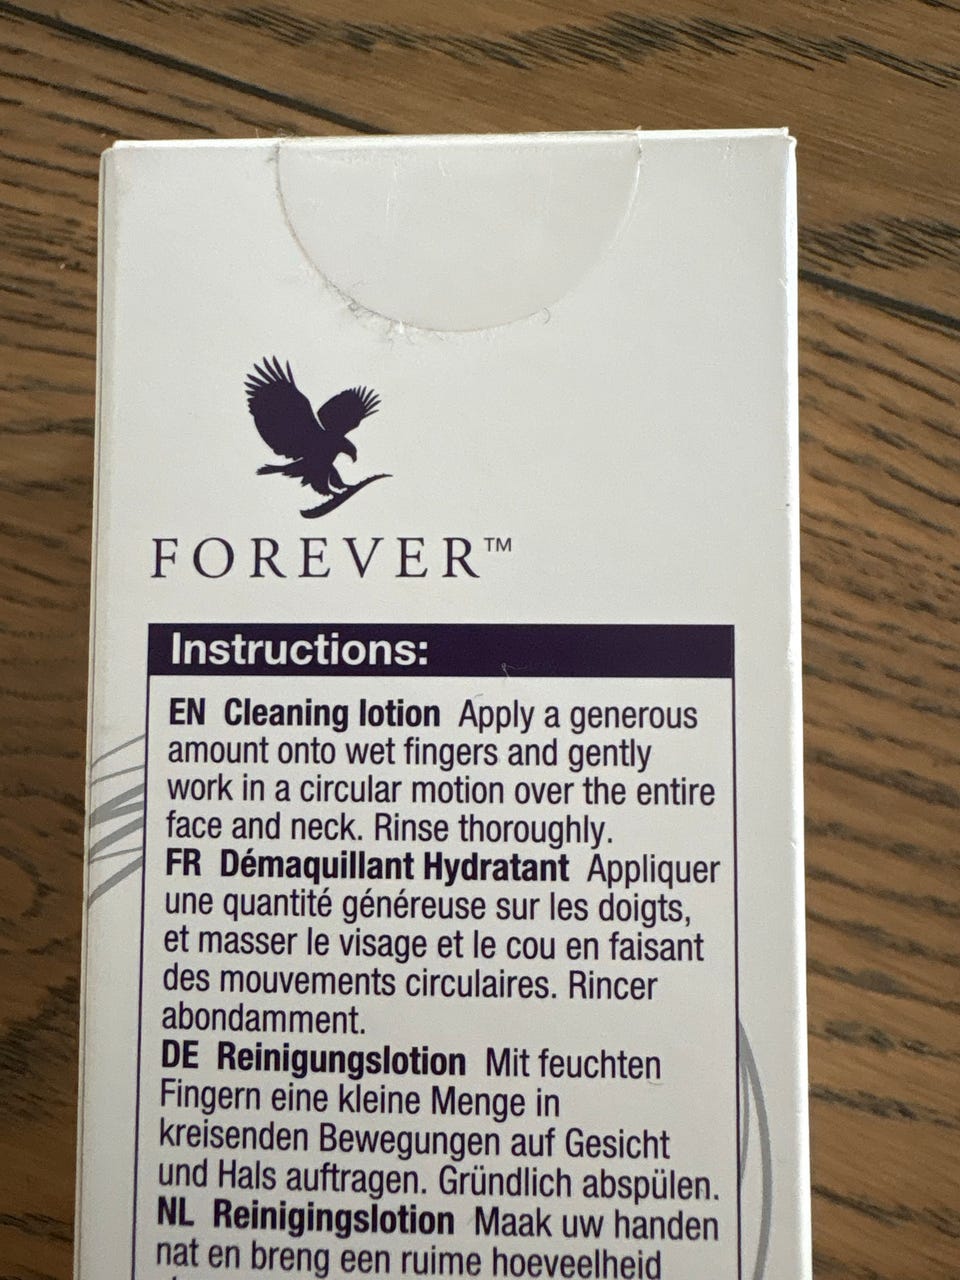 FOREVER™
Instructions:
EN Cleaning lotion Apply a generous
amount onto wet fingers and gently
work in a circular motion over the entire
face and neck. Rinse thoroughly.
FR Démaquillant Hydratant Appliquer
une quantité généreuse sur les doigts,
et masser le visage et le cou en faisant
des mouvements circulaires. Rincer
abondamment.
DE Reinigungslotion Mit feuchten
Fingern eine kleine Menge in
kreisenden Bewegungen auf Gesicht
und Hals auftragen. Gründlich abspülen.
NL Reinigingslotion Maak uw handen
nat en breng een ruime hoeveelheid